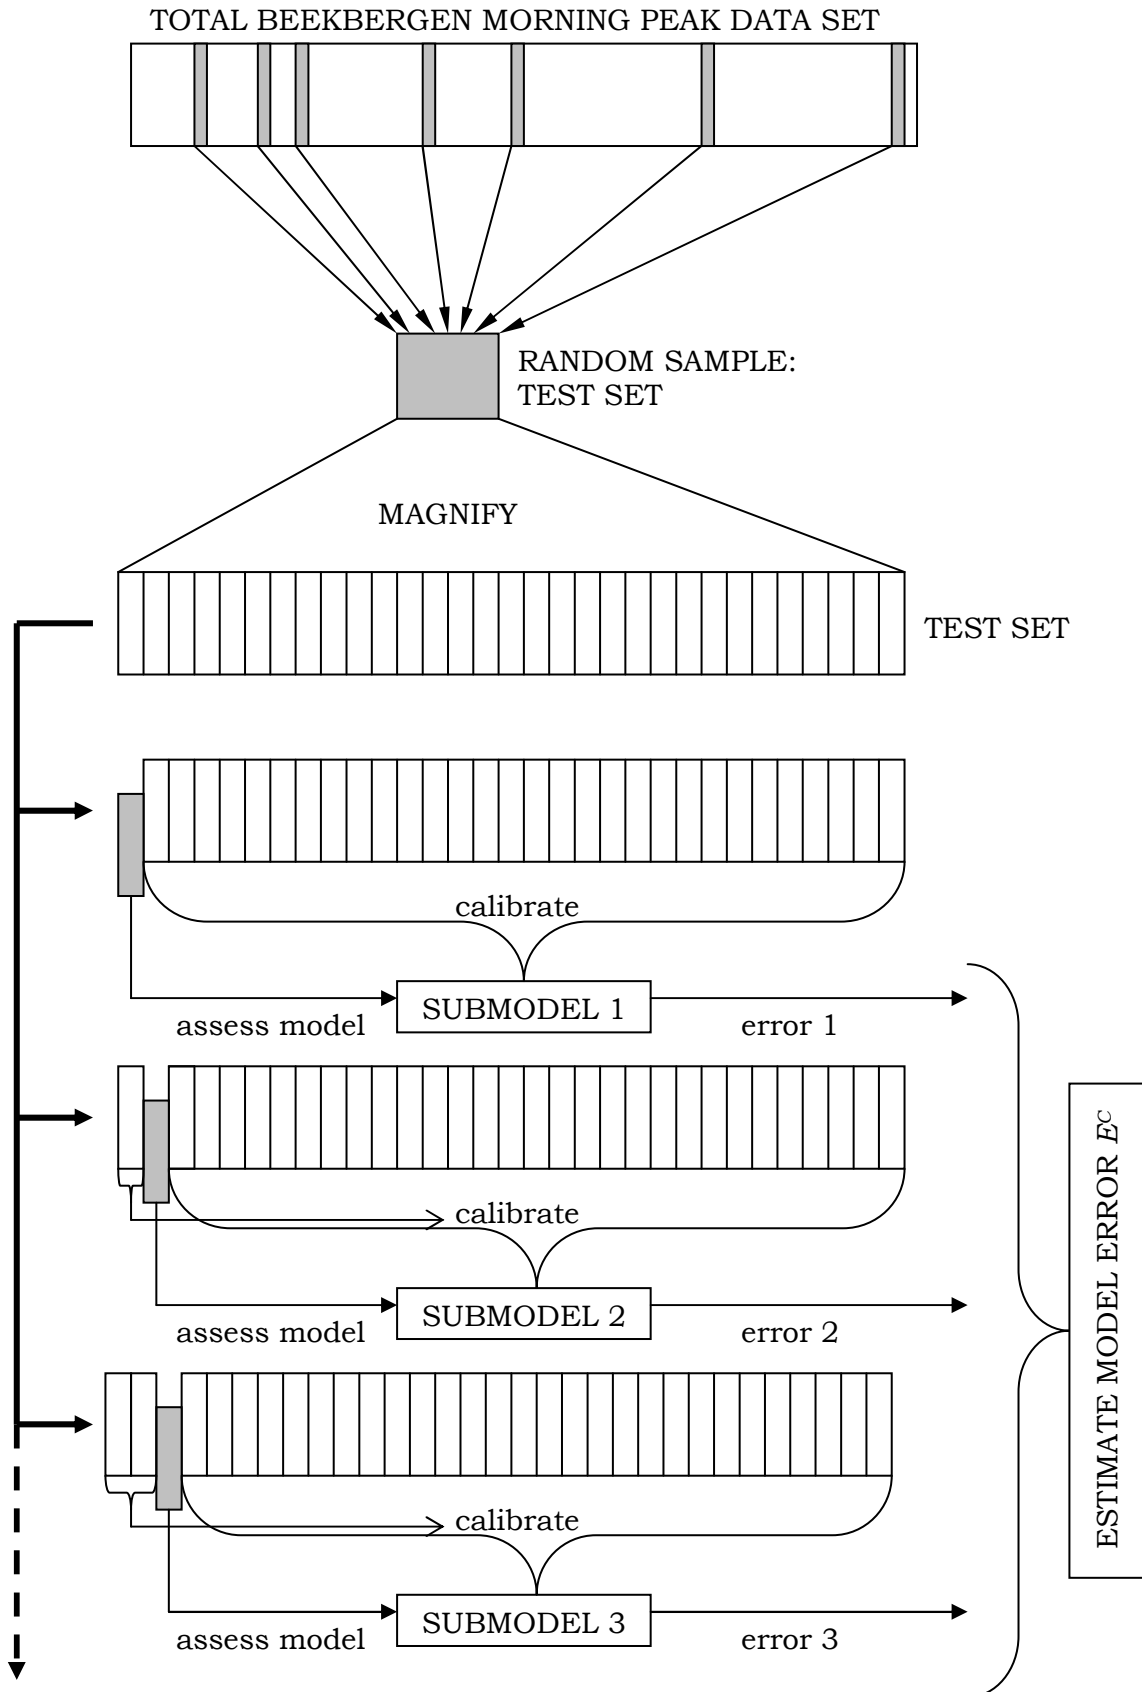 TOTAL BEEKBERGEN MORNING PEAK DATA SET
RANDOM SAMPLE:
TEST SET
MAGNIFY
TEST SET
calibrate
SUBMODEL 1
assess model
error 1
calibrate
SUBMODEL 2
assess model
error 2
calibrate
SUBMODEL 3
assess model
error 3
ESTIMATE MODEL ERROR E^C